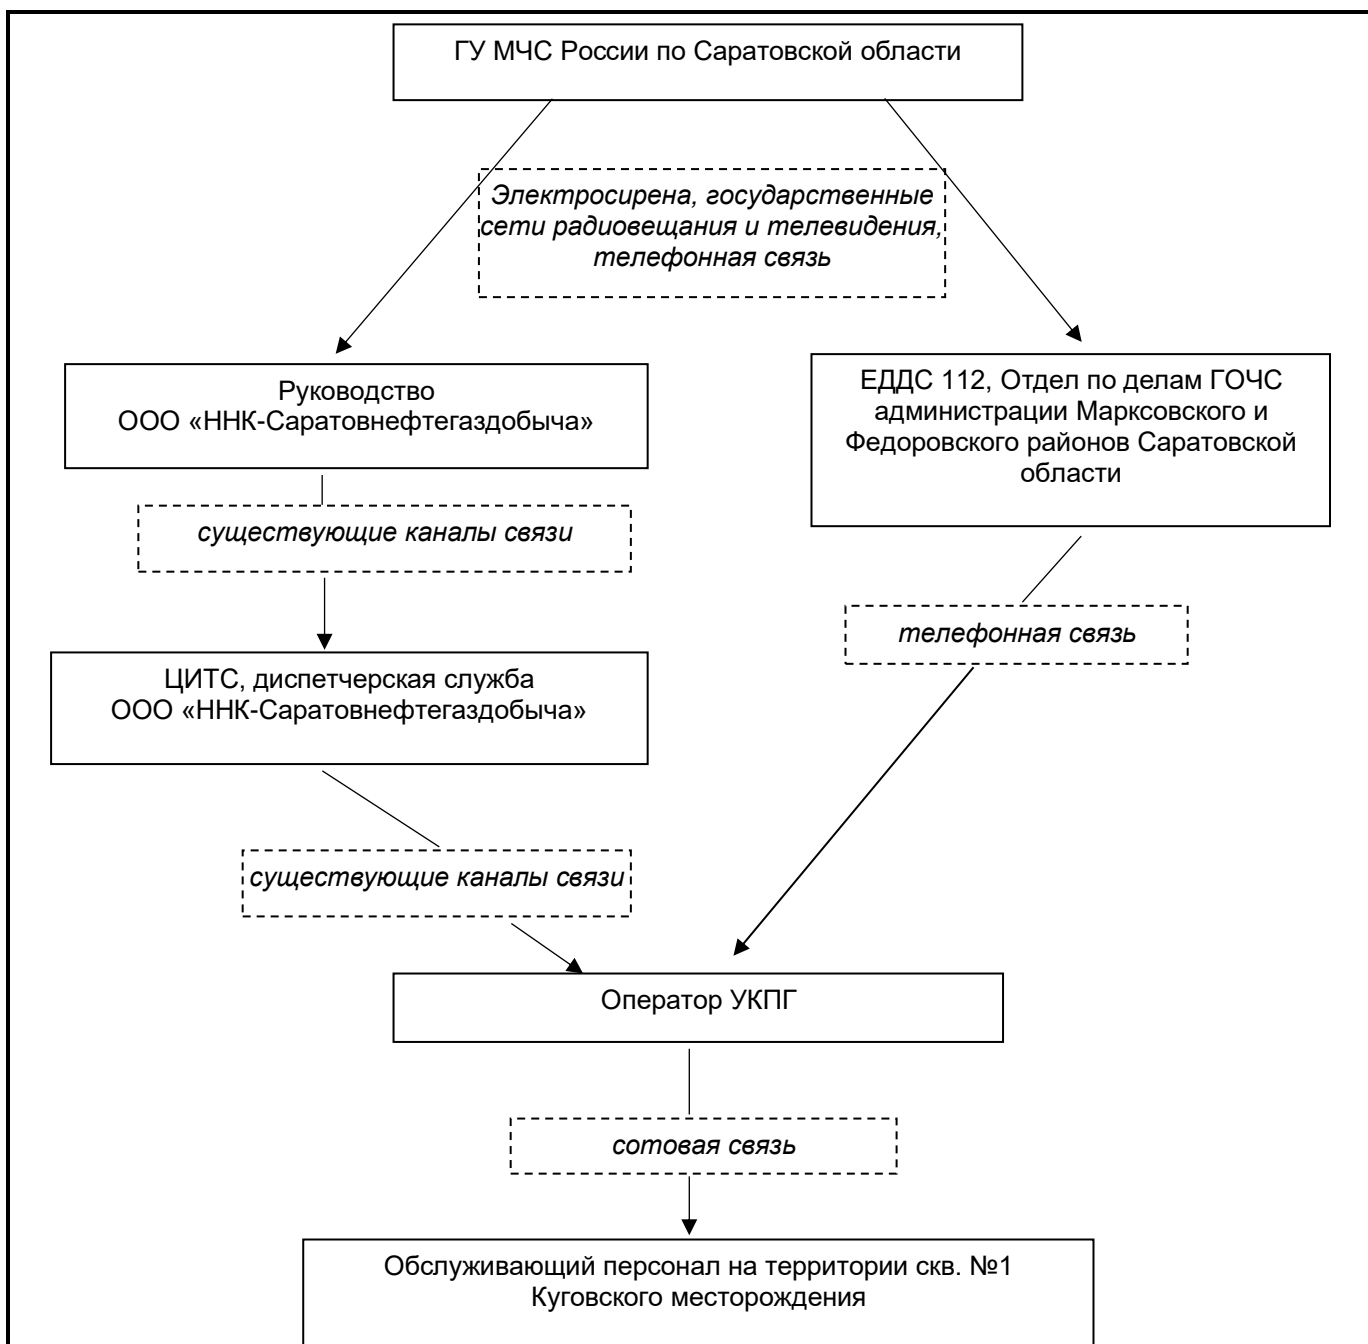 ГУ МЧС России по Саратовской области
Электросирена, государственные
сети радиовещания и телевидения,
телефонная связь
Руководство
ООО «ННК-Саратовнефтегаздобыча»
ЕДДС 112, Отдел по делам ГОЧС
администрации Марксовского и
Федоровского районов Саратовской
области
существующие каналы связи
телефонная связь
ЦИТС, диспетчерская служба
ООО «ННК-Саратовнефтегаздобыча»
существующие каналы связи
Оператор УКПГ
сотовая связь
Обслуживающий персонал на территории скв. №1
Куговского месторождения